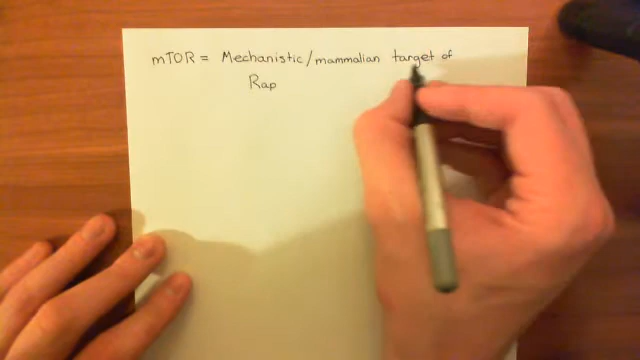 mTOR = Mechanistic/mammalian target of
Rap